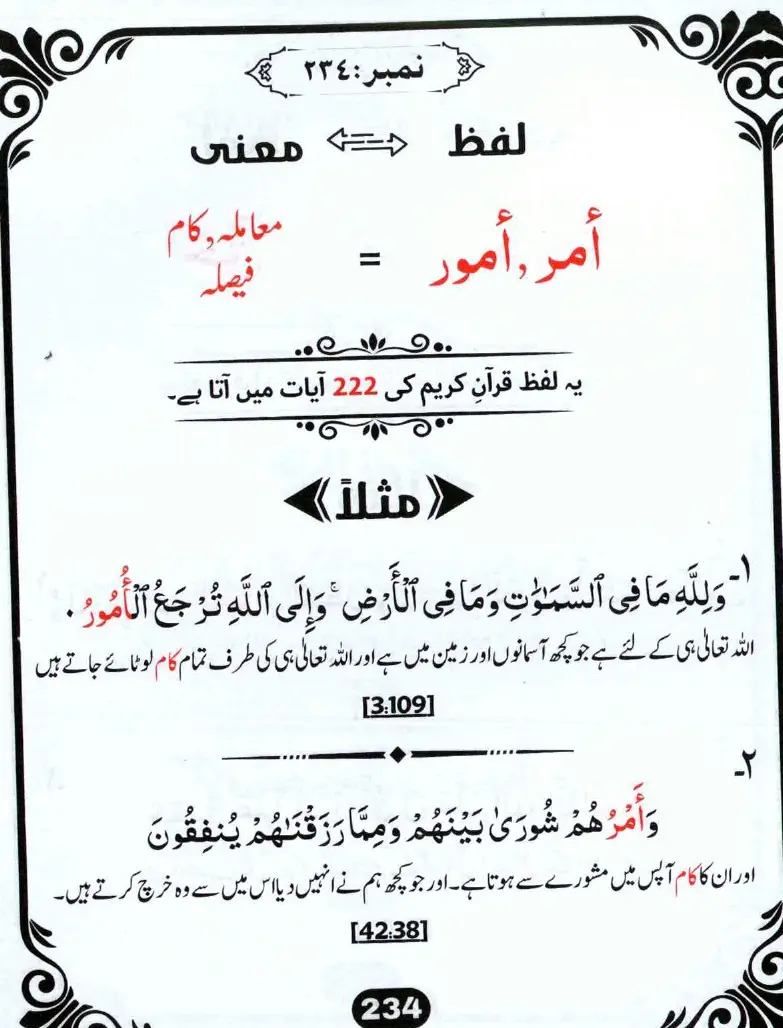 نمبر:٢٣٤
لفظ ⇐⇒ معنی
أمر,أمور = معاملہ,کام
فیصلہ
یہ لفظ قرآنِ کریم کی 222 آیات میں آتا ہے۔
مثلاً
١- وَلِلَّهِ مَا فِي ٱلسَّمَٰوَٰتِ وَمَا فِي ٱلْأَرْضِ ۚ وَإِلَى ٱللَّهِ تُرْجَعُ ٱلْأُمُورُ .
اللہ تعالیٰ ہی کے لئے ہے جو کچھ آسمانوں اور زمین میں ہے اور اللہ تعالیٰ ہی کی طرف تمام کام لوٹائے جاتے ہیں
[3:109]
٢-
وَأَمْرُهُمْ شُورَىٰ بَيْنَهُمْ وَمِمَّا رَزَقْنَٰهُمْ يُنفِقُونَ
اور ان کا کام آپس میں مشورے سے ہوتا ہے۔ اور جو کچھ ہم نے انہیں دیا اس میں سے وہ خرچ کرتے ہیں۔
[42:38]
234